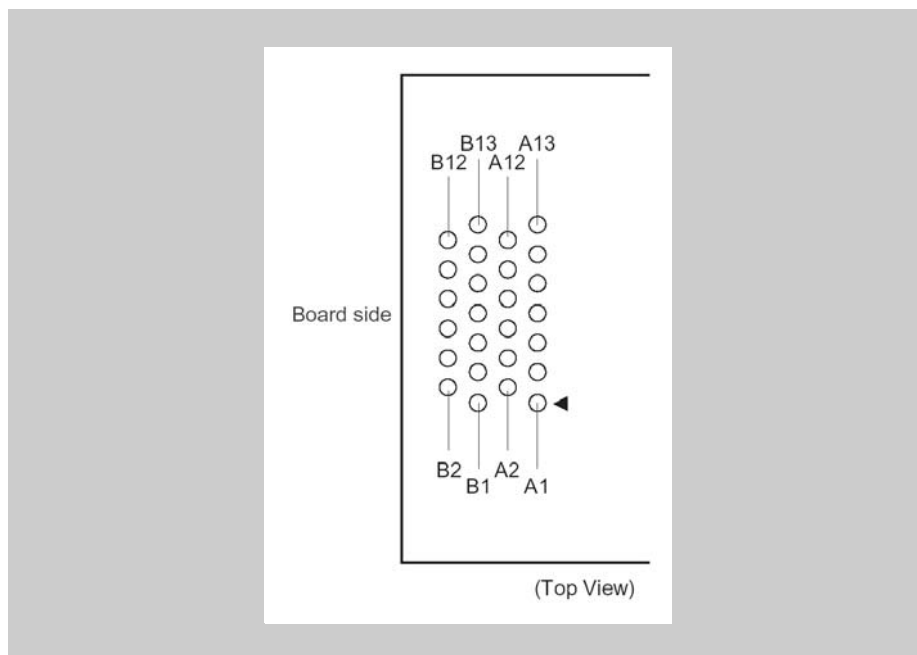 B13 A13
B12 A12
Board side
B2 A2
B1 A1
(Top View)